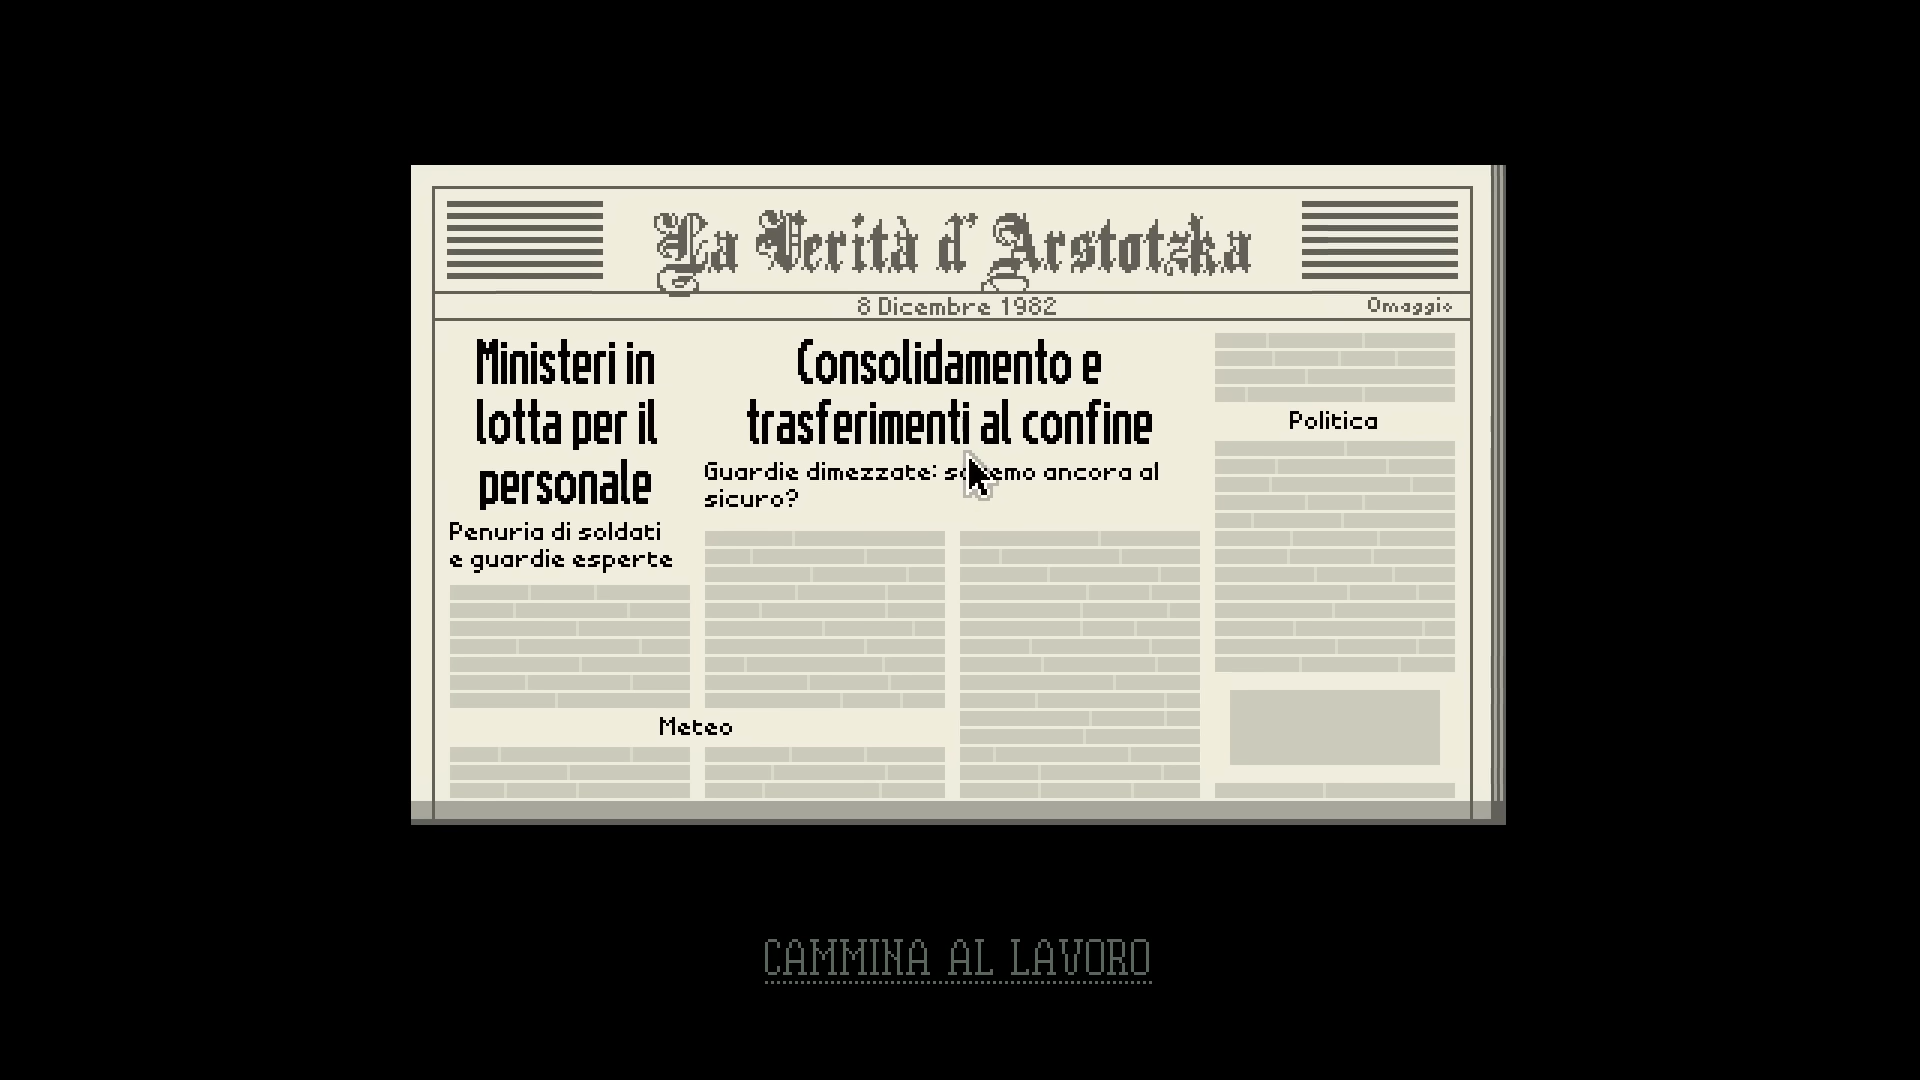 La Verità d'Arstotzka
8 Dicembre 1982
Omaggio
Ministeri in
lotta per il
personale
Penuria di soldati
e guardie esperte
Consolidamento e
trasferimenti al confine
Guardie dimezzate: saremo ancora al
sicuro?
Politica
Meteo
CAMMINA AL LAVORO